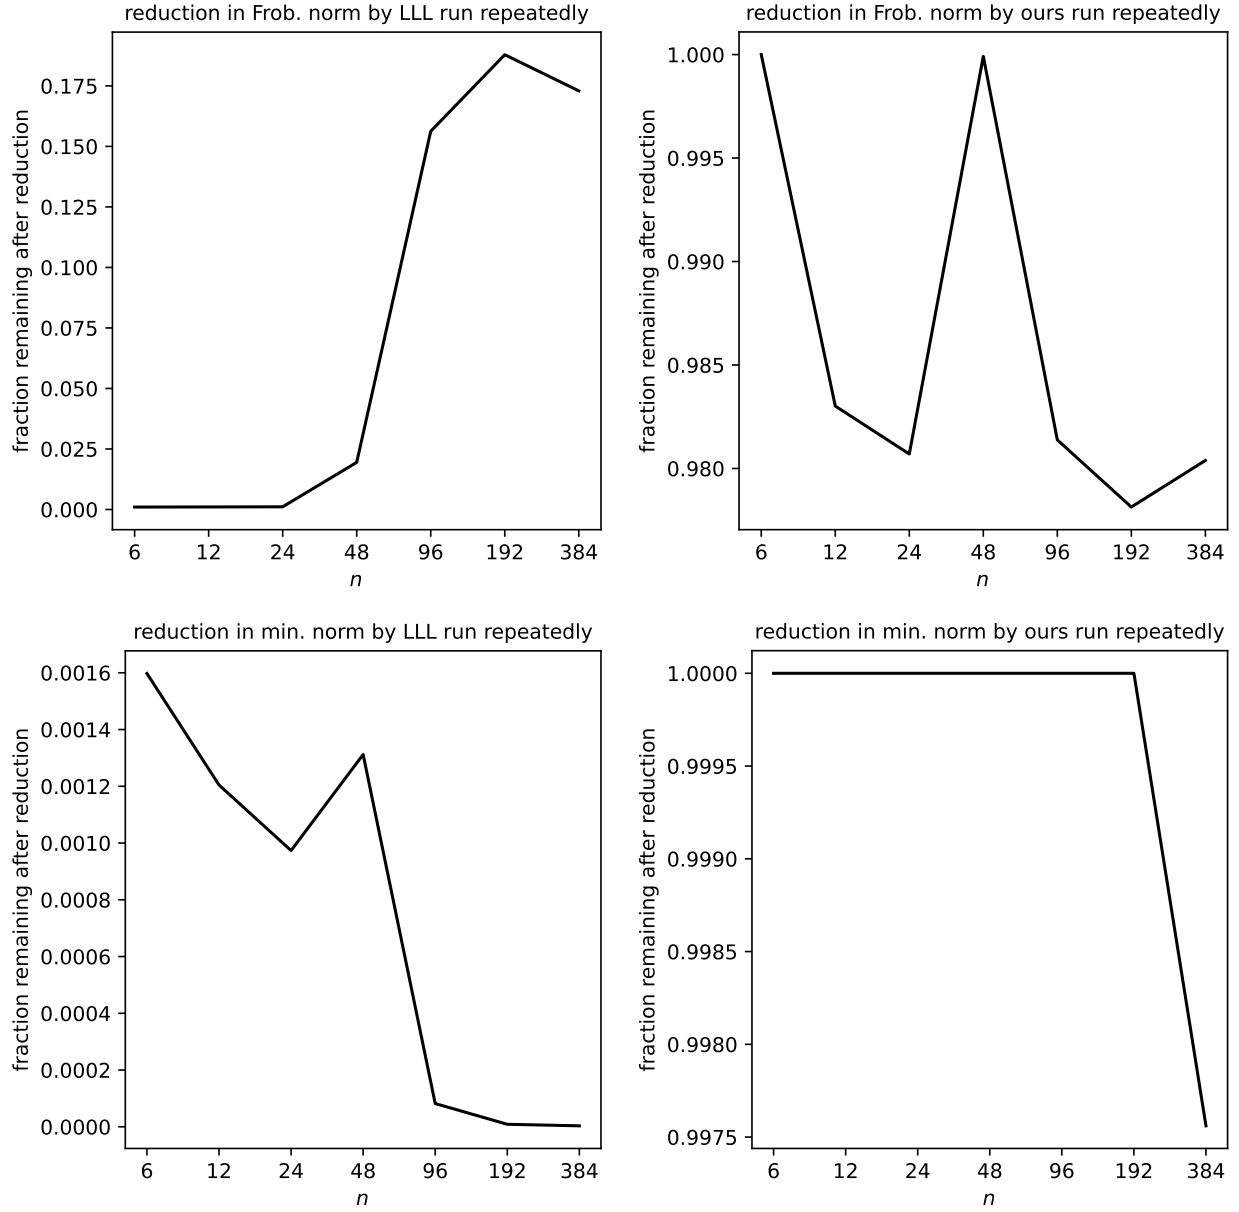 reduction in Frob. norm by LLL run repeatedly
fraction remaining after reduction
0.175
0.150
0.125
0.100
0.075
0.050
0.025
0.000
6 12 24 48 96 192 384
n
reduction in Frob. norm by ours run repeatedly
fraction remaining after reduction
1.000
0.995
0.990
0.985
0.980
6 12 24 48 96 192 384
n
reduction in min. norm by LLL run repeatedly
fraction remaining after reduction
0.0016
0.0014
0.0012
0.0010
0.0008
0.0006
0.0004
0.0002
0.0000
6 12 24 48 96 192 384
n
reduction in min. norm by ours run repeatedly
fraction remaining after reduction
1.0000
0.9995
0.9990
0.9985
0.9980
0.9975
6 12 24 48 96 192 384
n